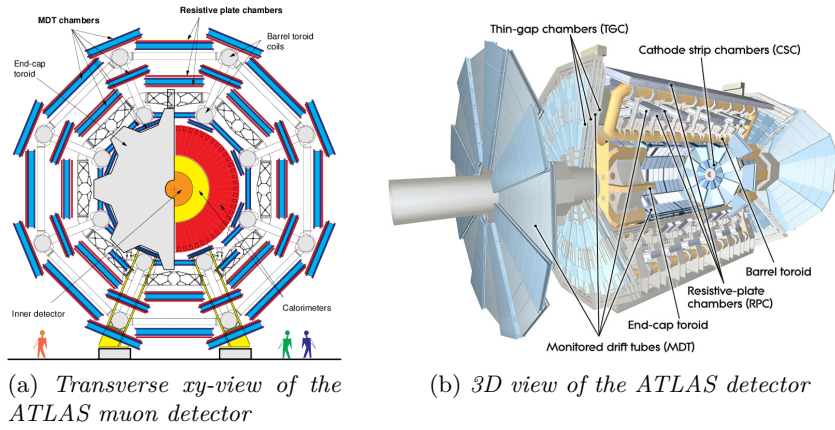 MDT chambers
Resistive plate chambers
Barrel toroid
coils
End-cap
toroid
Inner detector
Calorimeters
(a) Transverse xy-view of the
ATLAS muon detector
Thin-gap chambers (TGC)
Cathode strip chambers (CSC)
Barrel toroid
Resistive-plate
chambers (RPC)
End-cap toroid
Monitored drift tubes (MDT)
(b) 3D view of the ATLAS detector